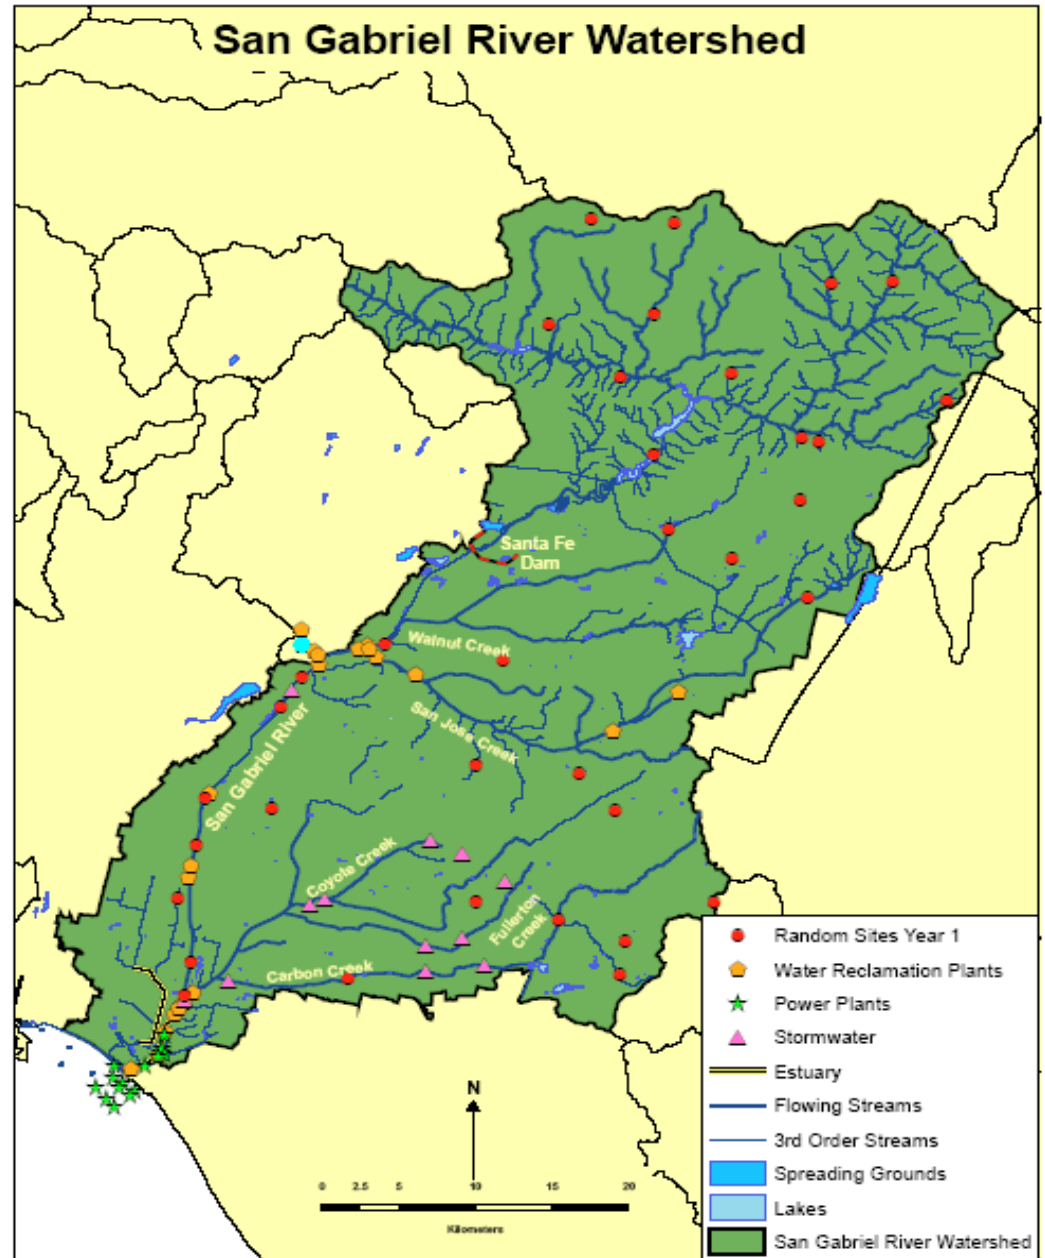 San Gabriel River Watershed
Santa Fe
Dam
Walnut Creek
San Jose Creek
San Gabriel River
Coyote Creek
Fullerton
Creek
Carbon Creek
N
0 2.5 5 10 15 20
Kilometers
Random Sites Year 1
Water Reclamation Plants
Power Plants
Stormwater
Estuary
Flowing Streams
3rd Order Streams
Spreading Grounds
Lakes
San Gabriel River Watershed